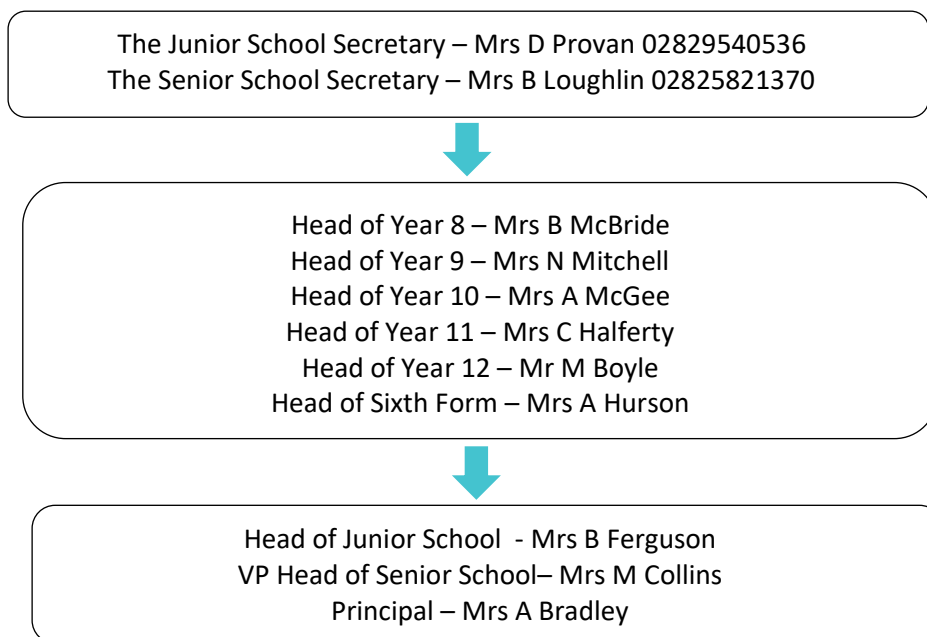 The Junior School Secretary – Mrs D Provan 02829540536
The Senior School Secretary – Mrs B Loughlin 02825821370
Head of Year 8 – Mrs B McBride
Head of Year 9 – Mrs N Mitchell
Head of Year 10 – Mrs A McGee
Head of Year 11 – Mrs C Halferty
Head of Year 12 – Mr M Boyle
Head of Sixth Form – Mrs A Hurson
Head of Junior School  - Mrs B Ferguson
VP Head of Senior School– Mrs M Collins
Principal – Mrs A Bradley